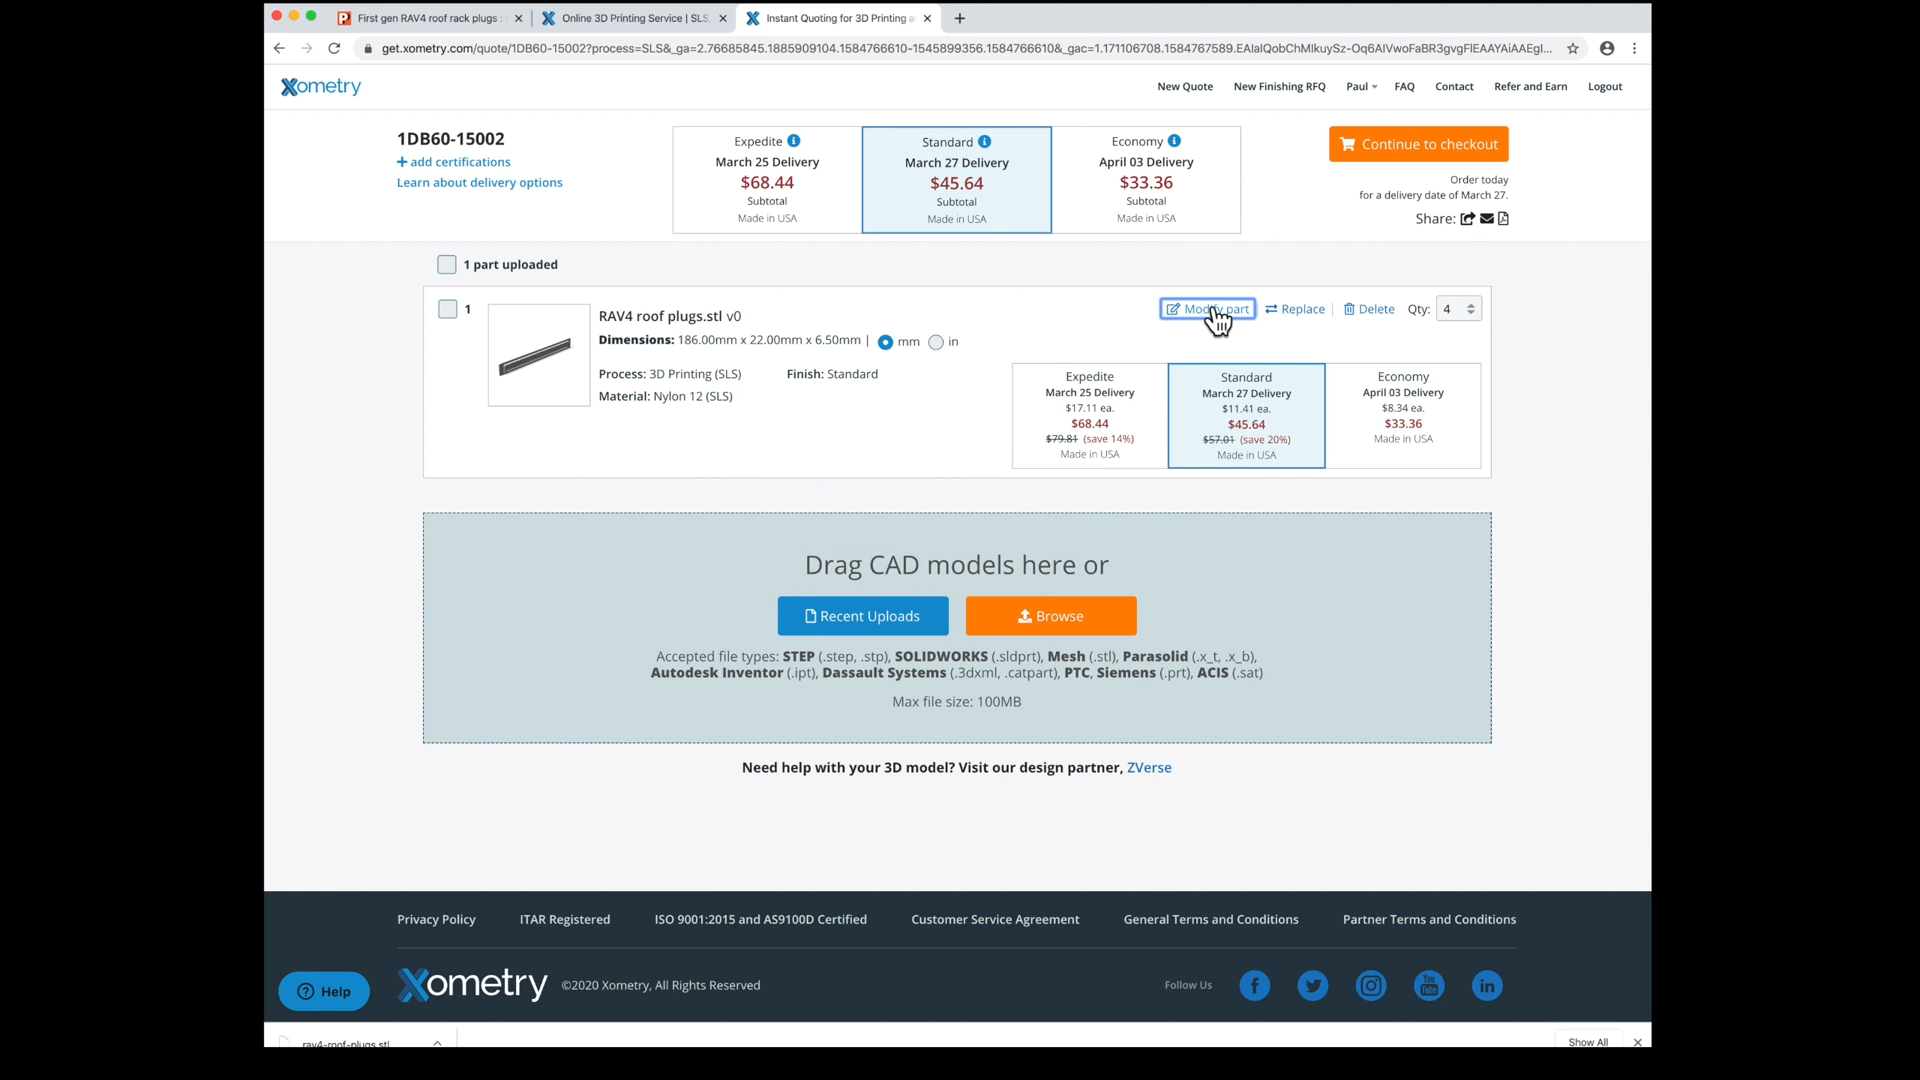 First gen RAV4 roof rack plugs :
Online 3D Printing Service | SLS,
Instant Quoting for 3D Printing a
get.xometry.com/quote/1DB60-15002?process=SLS&_ga=2.76685845.1885909104.1584766610-1545899356.1584766610&_gac=1.171106708.1584767589.EAIaIQobChMIkuySz-Oq6AIVwoFaBR3gvgFIEAAYAiAAEgI...
Xometry
New Quote
New Finishing RFQ
Paul
FAQ
Contact
Refer and Earn
Logout
1DB60-15002
+ add certifications
Learn about delivery options
Expedite
March 25 Delivery
$68.44
Subtotal
Made in USA
Standard
March 27 Delivery
$45.64
Subtotal
Made in USA
Economy
April 03 Delivery
$33.36
Subtotal
Made in USA
Continue to checkout
Order today
for a delivery date of March 27.
Share:
1 part uploaded
1
RAV4 roof plugs.stl v0
Dimensions: 186.00mm x 22.00mm x 6.50mm | mm in
Process: 3D Printing (SLS)
Finish: Standard
Material: Nylon 12 (SLS)
Modify part
Replace
Delete
Qty: 4
Expedite
March 25 Delivery
$17.11 ea.
$68.44
$79.81 (save 14%)
Made in USA
Standard
March 27 Delivery
$11.41 ea.
$45.64
$57.01 (save 20%)
Made in USA
Economy
April 03 Delivery
$8.34 ea.
$33.36
Made in USA
Drag CAD models here or
Recent Uploads
Browse
Accepted file types: STEP (.step, .stp), SOLIDWORKS (.sldprt), Mesh (.stl), Parasolid (.x_t, .x_b),
Autodesk Inventor (.ipt), Dassault Systems (.3dxml, .catpart), PTC, Siemens (.prt), ACIS (.sat)
Max file size: 100MB
Need help with your 3D model? Visit our design partner, ZVerse
Privacy Policy
ITAR Registered
ISO 9001:2015 and AS9100D Certified
Customer Service Agreement
General Terms and Conditions
Partner Terms and Conditions
Help
Xometry
©2020 Xometry, All Rights Reserved
Follow Us
You
Tube
in
rav4-roof-plugs.stl
Show All